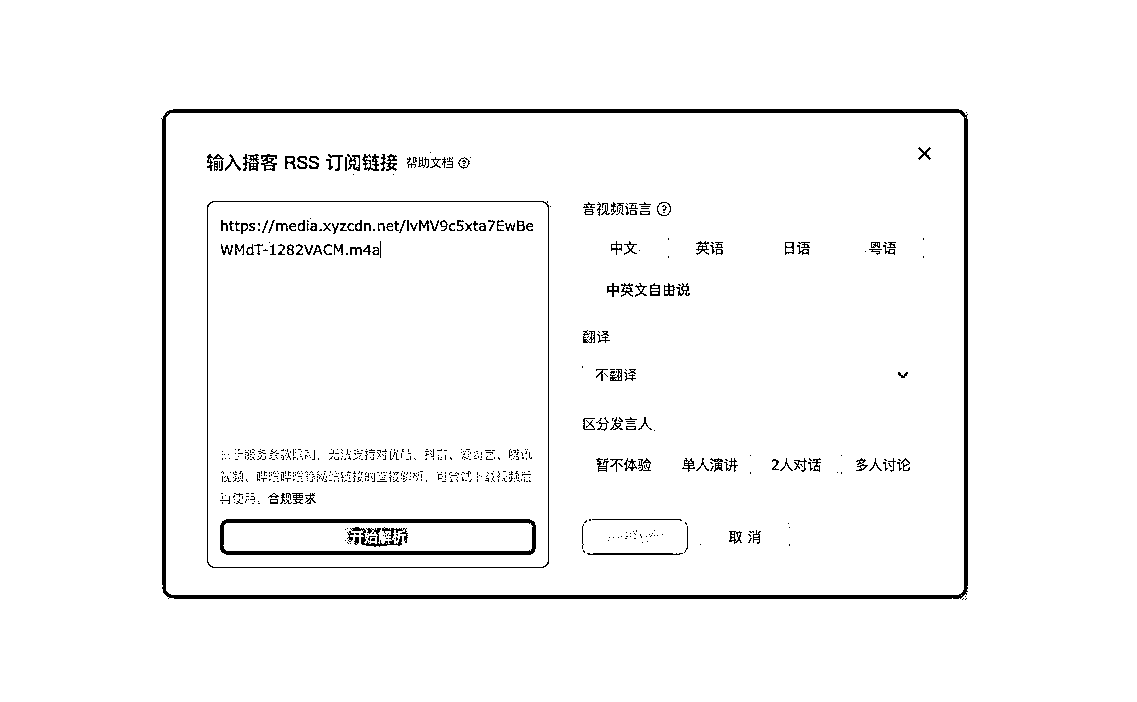 输入播客 RSS 订阅链接 帮助文档
https://media.xyzcdn.net/lvMV9c5xta7EwBe
WMdT-1282VACM.m4a
由于服务条款限制，无法支持对优酷、抖音、爱奇艺、腾讯
视频、哔哩哔哩等网站链接的直接解析，可尝试下载视频后
再使用。合规要求
开始解析
音视频语言
中文 英语 日语 粤语
中英文自由说
翻译
不翻译
区分发言人
暂不体验 单人演讲 2人对话 多人讨论
取 消